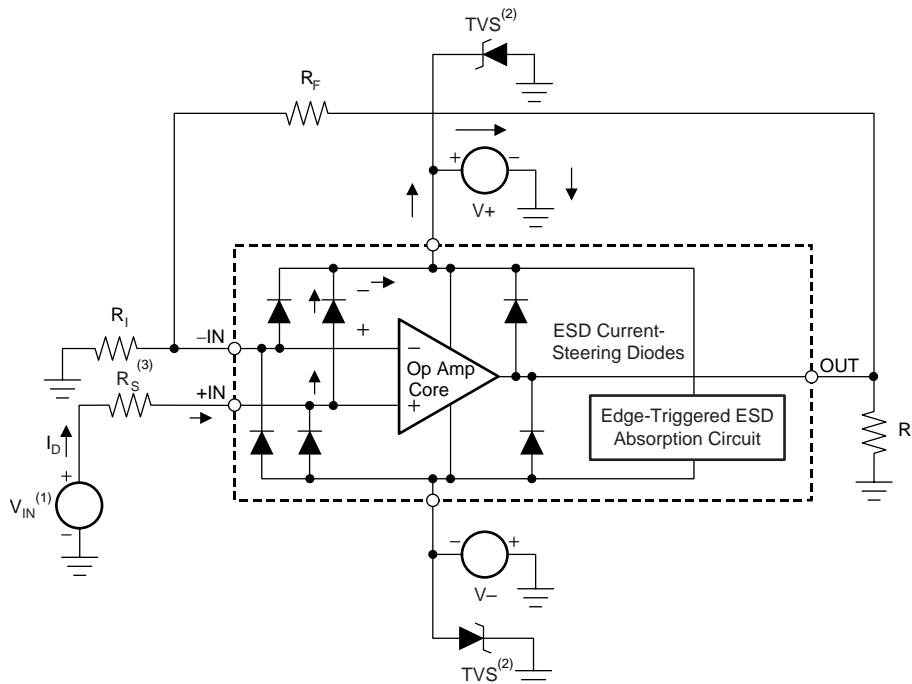 TVS(2)
RF
+ −
V+
RI
−IN
−
+
−
Op Amp
Core
+
ESD Current-
Steering Diodes
OUT
(3)
RS
+IN
Edge-Triggered ESD
Absorption Circuit
R
ID
+
VIN(1)
−
− +
V−
TVS(2)